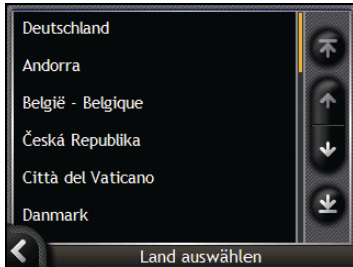 Deutschland
Andorra
België - Belgique
Česká Republika
Città del Vaticano
Danmark
Land auswählen